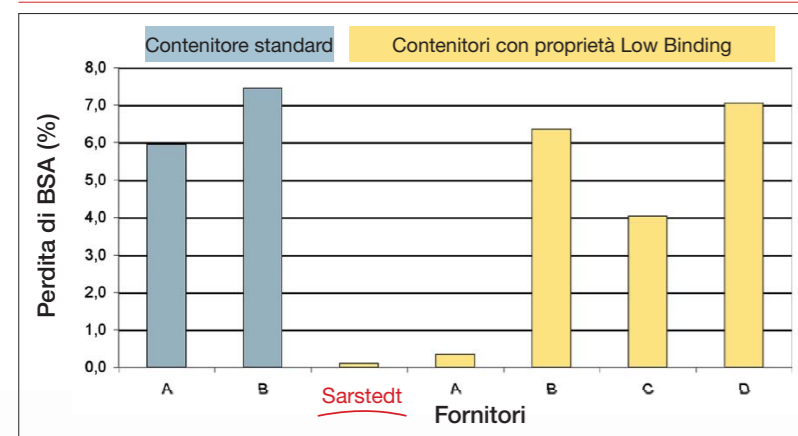 Contenitore standard Contenitori con proprietà Low Binding
Perdita di BSA (%)
8,0
7,0
6,0
5,0
4,0
3,0
2,0
1,0
0,0
A B Sarstedt A B C D
Fornitori